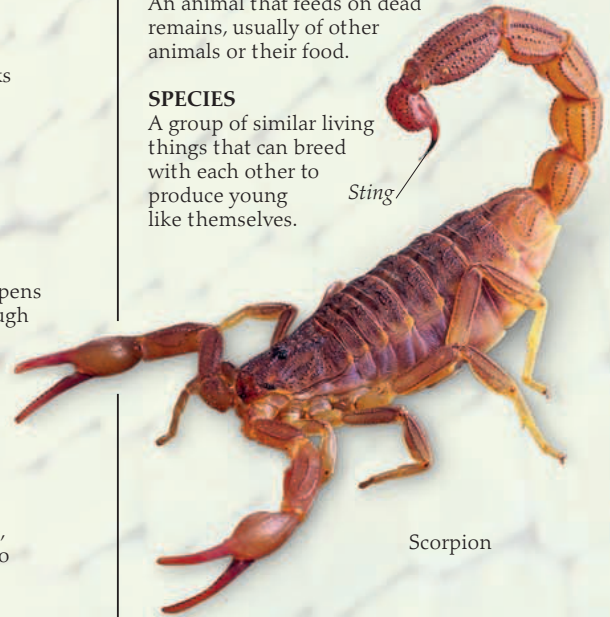 An animal that feeds on dead
remains, usually of other
animals or their food.
SPECIES
A group of similar living
things that can breed
with each other to
produce young
like themselves.
Sting
Scorpion